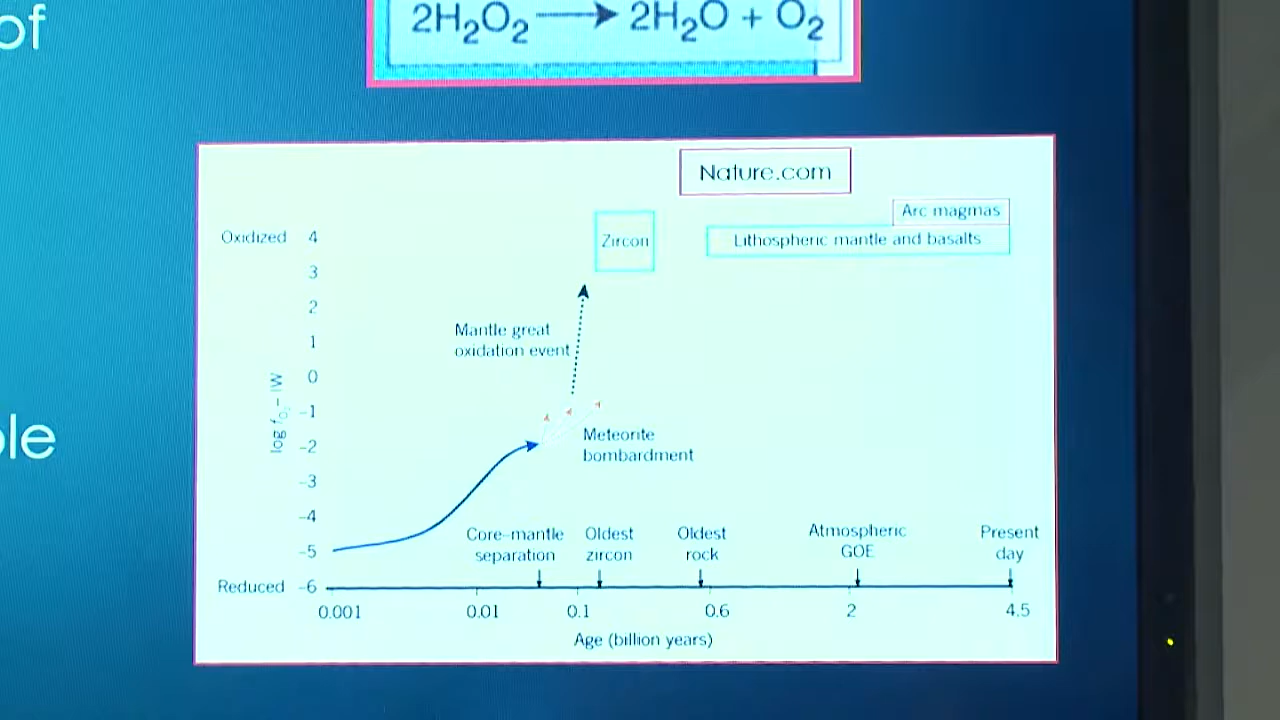 of
2H₂O₂ → 2H₂O + O₂
Nature.com
Arc magmas
Oxidized 4
Zircon
Lithospheric mantle and basalts
3
2
Mantle great
oxidation event
1
0
log fO₂– IW
–1
Meteorite
bombardment
–2
–3
–4
–5
Core–mantle
separation
Oldest
zircon
Oldest
rock
Atmospheric
GOE
Present
day
Reduced –6
0.001 0.01 0.1 0.6 2 4.5
Age (billion years)